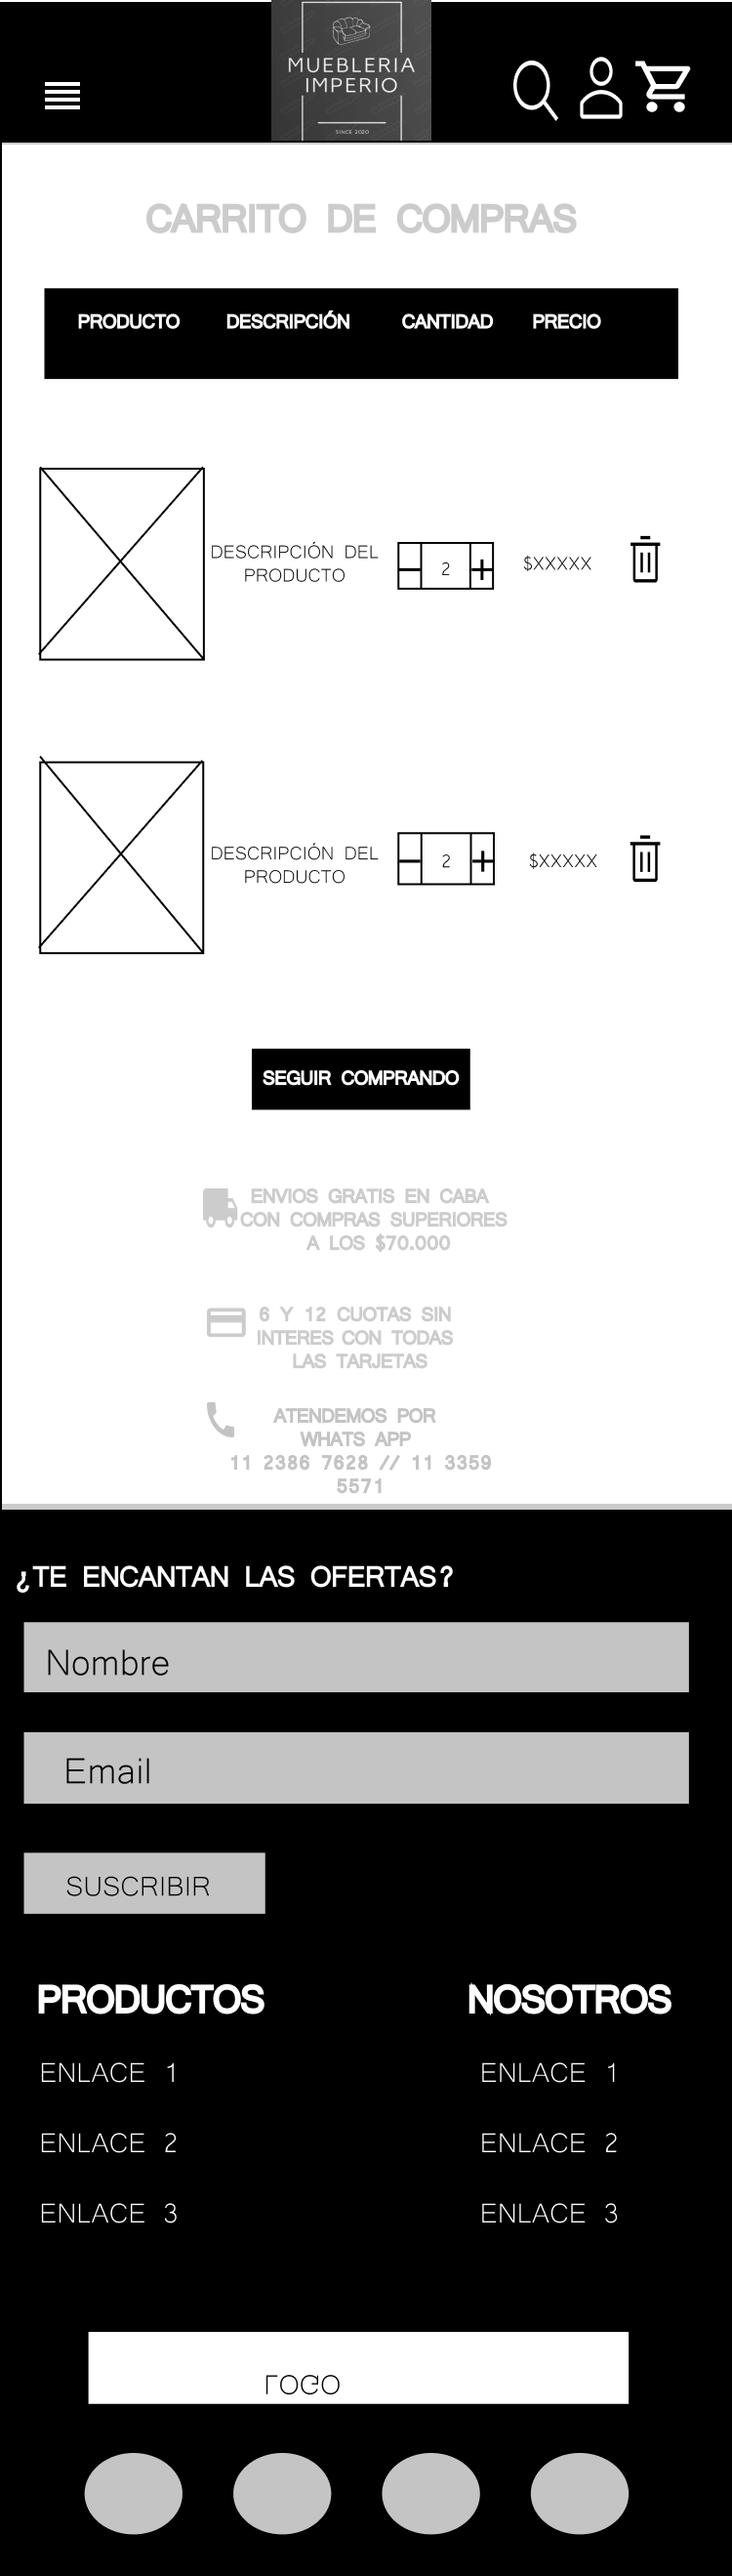 MUEBLERIA
IMPERIO
SINCE 2020
CARRITO DE COMPRAS
PRODUCTO DESCRIPCIÓN CANTIDAD PRECIO
DESCRIPCIÓN DEL
PRODUCTO
2
$XXXXX
DESCRIPCIÓN DEL
PRODUCTO
2
$XXXXX
SEGUIR COMPRANDO
ENVIOS GRATIS EN CABA
CON COMPRAS SUPERIORES
A LOS $70.000
6 Y 12 CUOTAS SIN
INTERES CON TODAS
LAS TARJETAS
ATENDEMOS POR
WHATS APP
11 2386 7628 // 11 3359
5571
¿TE ENCANTAN LAS OFERTAS?
Nombre
Email
SUSCRIBIR
PRODUCTOS NOSOTROS
ENLACE 1 ENLACE 1
ENLACE 2 ENLACE 2
ENLACE 3 ENLACE 3
LOGO